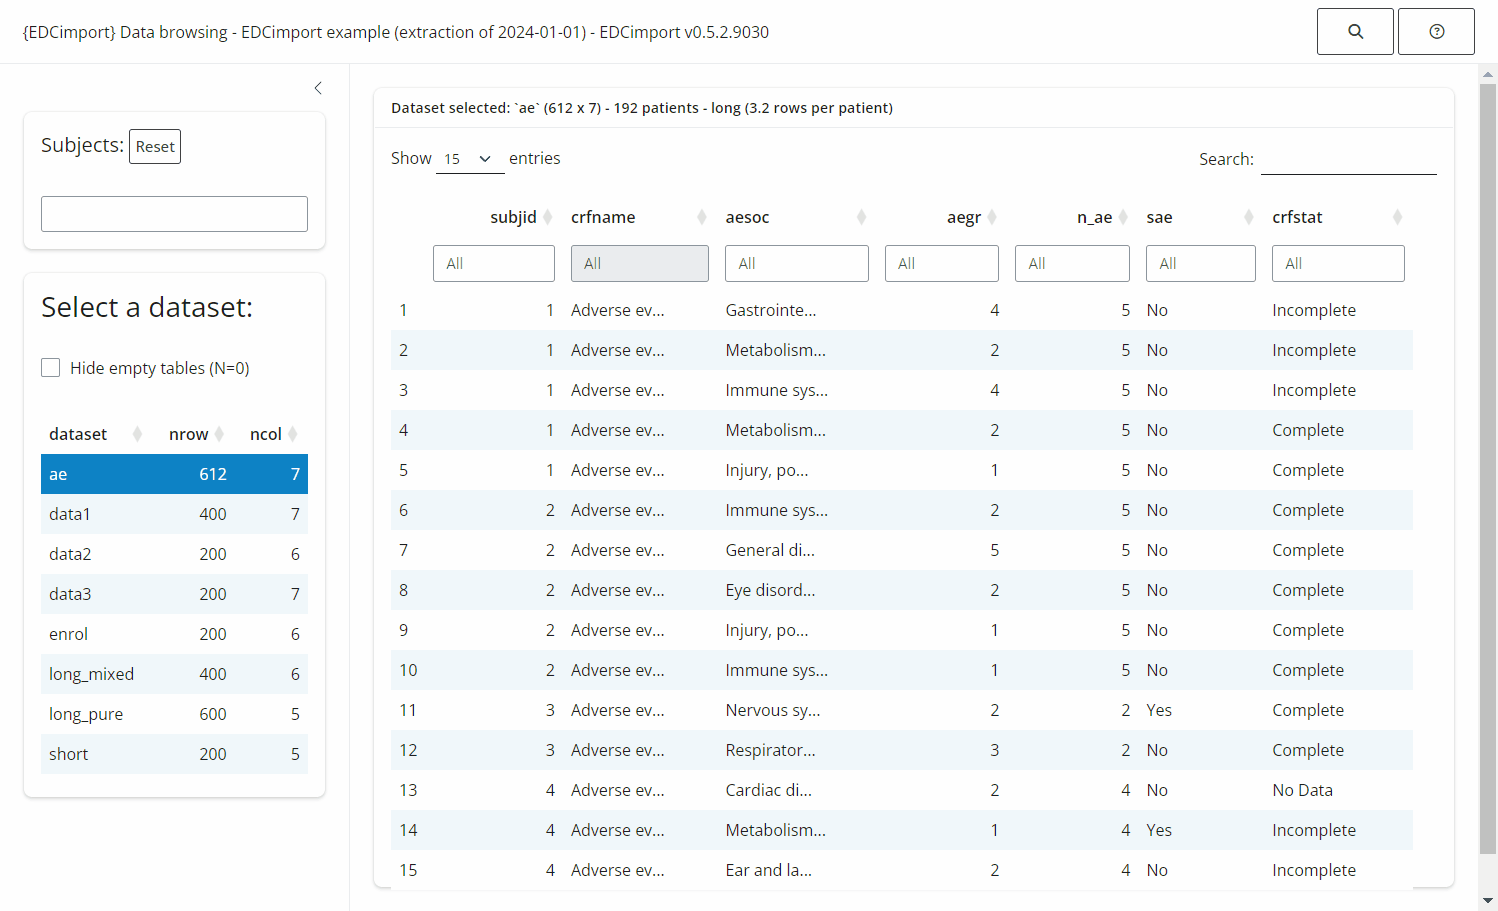 {EDCimport} Data browsing - EDCimport example (extraction of 2024-01-01) - EDCimport v0.5.2.9030
Subjects: Reset
Select a dataset:
Hide empty tables (N=0)
dataset nrow ncol
ae 612 7
data1 400 7
data2 200 6
data3 200 7
enrol 200 6
long_mixed 400 6
long_pure 600 5
short 200 5
Dataset selected: `ae` (612 x 7) - 192 patients - long (3.2 rows per patient)
Show 15 entries Search:
subjid crfname aesoc aegr n_ae sae crfstat
All All All All All All All
1 1 Adverse ev... Gastrointe... 4 5 No Incomplete
2 1 Adverse ev... Metabolism... 2 5 No Incomplete
3 1 Adverse ev... Immune sys... 4 5 No Incomplete
4 1 Adverse ev... Metabolism... 2 5 No Complete
5 1 Adverse ev... Injury, po... 1 5 No Complete
6 2 Adverse ev... Immune sys... 2 5 No Complete
7 2 Adverse ev... General di... 5 5 No Complete
8 2 Adverse ev... Eye disord... 2 5 No Complete
9 2 Adverse ev... Injury, po... 1 5 No Complete
10 2 Adverse ev... Immune sys... 1 5 No Complete
11 3 Adverse ev... Nervous sy... 2 2 Yes Complete
12 3 Adverse ev... Respirator... 3 2 No Complete
13 4 Adverse ev... Cardiac di... 2 4 No No Data
14 4 Adverse ev... Metabolism... 1 4 Yes Incomplete
15 4 Adverse ev... Ear and la... 2 4 No Incomplete